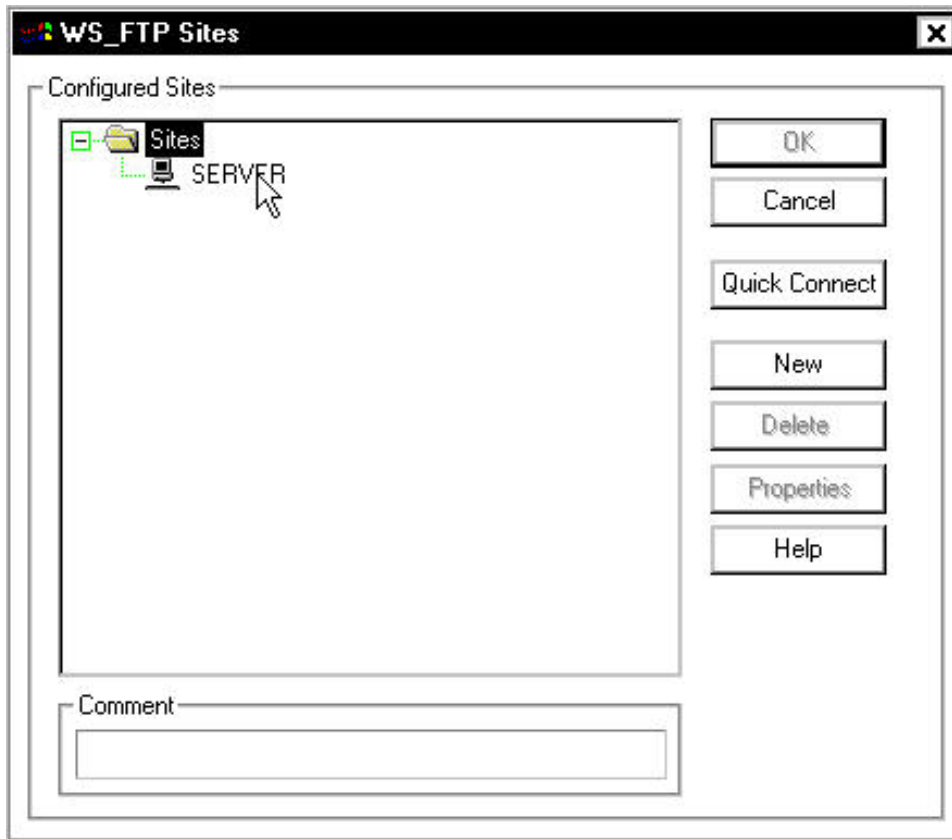 WS_FTP Sites
Configured Sites
Sites
SERVER
OK
Cancel
Quick Connect
New
Delete
Properties
Help
Comment